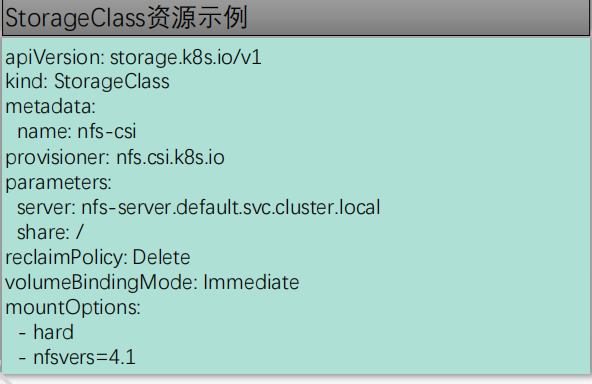 StorageClass资源示例
apiVersion: storage.k8s.io/v1
kind: StorageClass
metadata:
  name: nfs-csi
provisioner: nfs.csi.k8s.io
parameters:
  server: nfs-server.default.svc.cluster.local
  share: /
reclaimPolicy: Delete
volumeBindingMode: Immediate
mountOptions:
  - hard
  - nfsvers=4.1